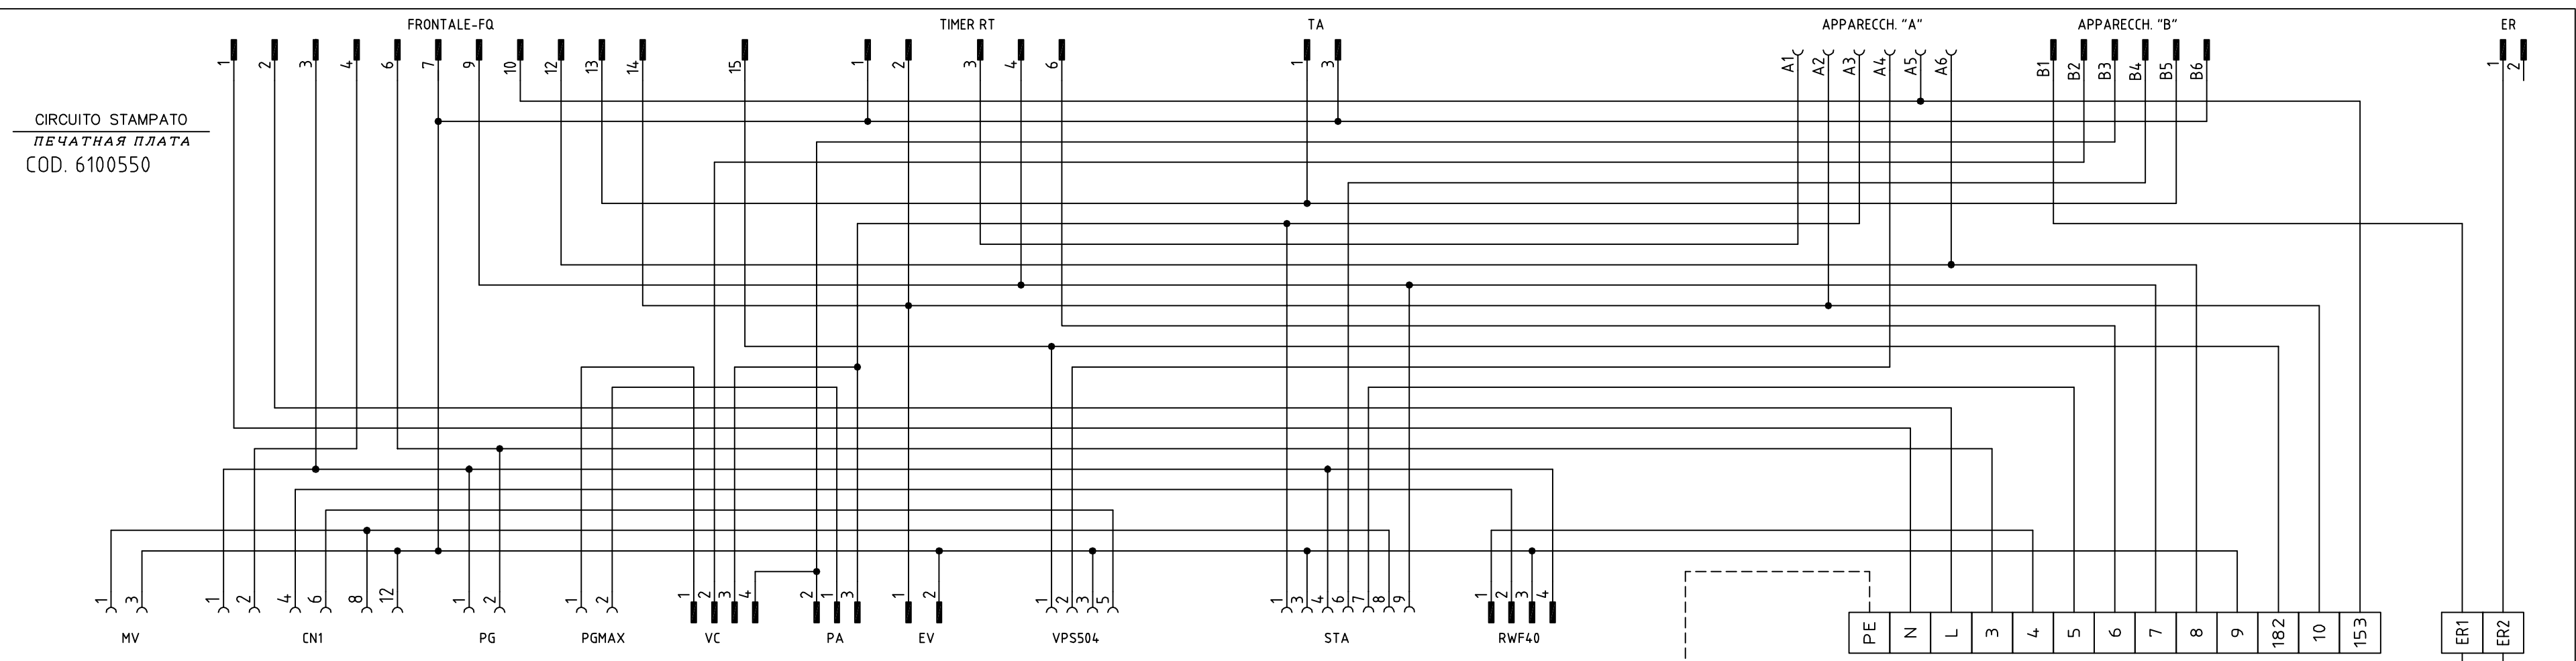 FRONTALE-FQ TIMER RT TA APPARECCH. "A" APPARECCH. "B" ER
1 2 3 4 6 7 9 10 12 13 14 15 1 2 3 4 6 1 3 A1 A2 A3 A4 A5 A6 B1 B2 B3 B4 B5 B6 1 2
CIRCUITO STAMPATO
ПЕЧАТНАЯ ПЛАТА
COD. 6100550
1 3 1 2 4 6 8 12 1 2 1 2 1 2 3 4 2 1 3 1 2 1 2 3 5 1 3 4 6 7 8 9 1 2 3 4
MV CN1 PG PGMAX VC PA EV VPS504 STA RWF40
PE N L 3 4 5 6 7 8 9 182 10 153 ER1 ER2